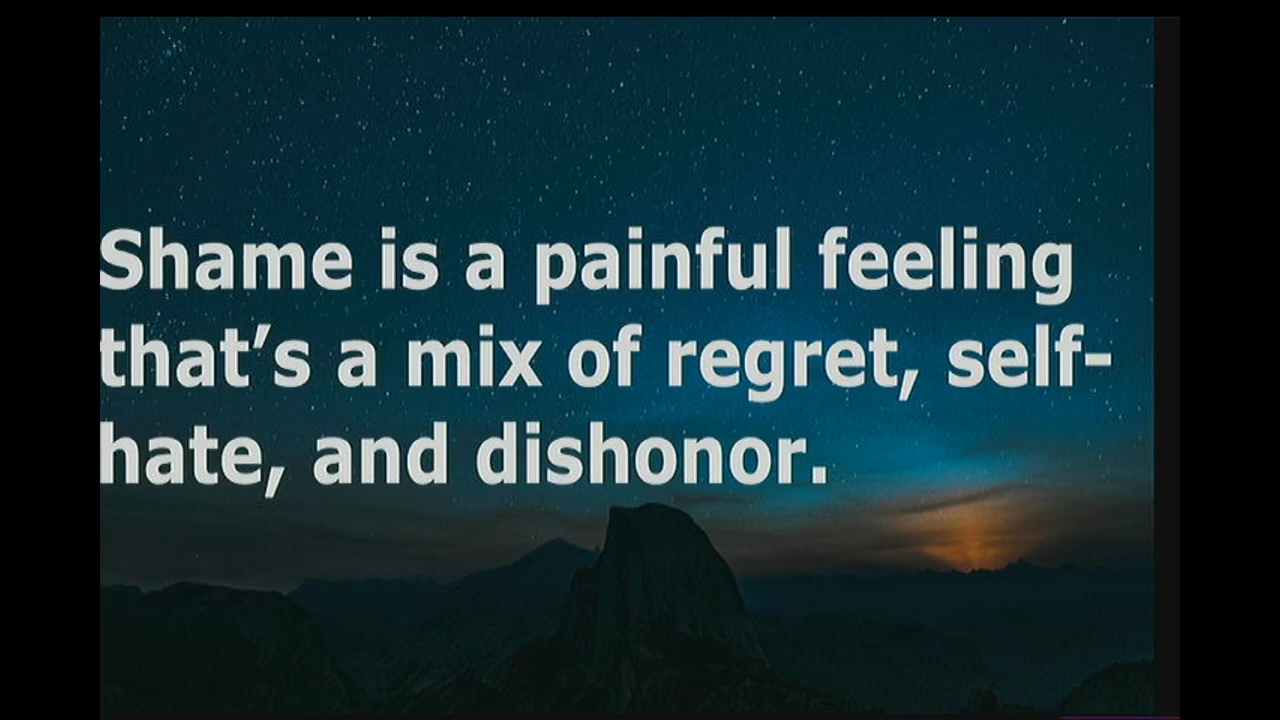 Shame is a painful feeling
that’s a mix of regret, self-
hate, and dishonor.